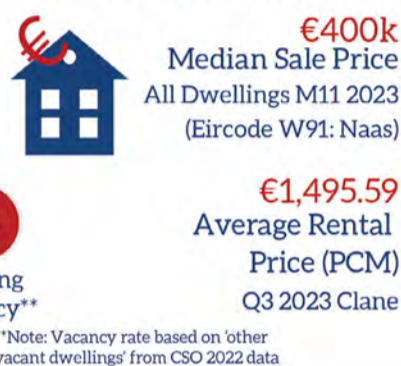 €
€400k
Median Sale Price
All Dwellings M11 2023
(Eircode W91: Naas)
€1,495.59
Average Rental
Price (PCM)
Q3 2023 Clane
ng
cy**
*Note: Vacancy rate based on ‘other
vacant dwellings’ from CSO 2022 data